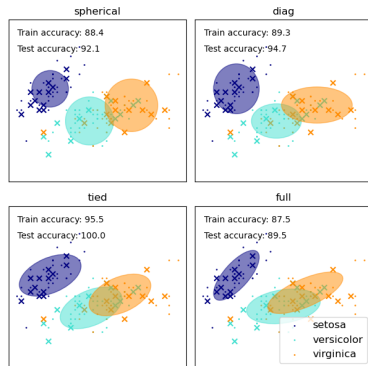 spherical
Train accuracy: 88.4
Test accuracy: 92.1
diag
Train accuracy: 89.3
Test accuracy: 94.7
tied
Train accuracy: 95.5
Test accuracy: 100.0
full
Train accuracy: 87.5
Test accuracy: 89.5
setosa
versicolor
virginica